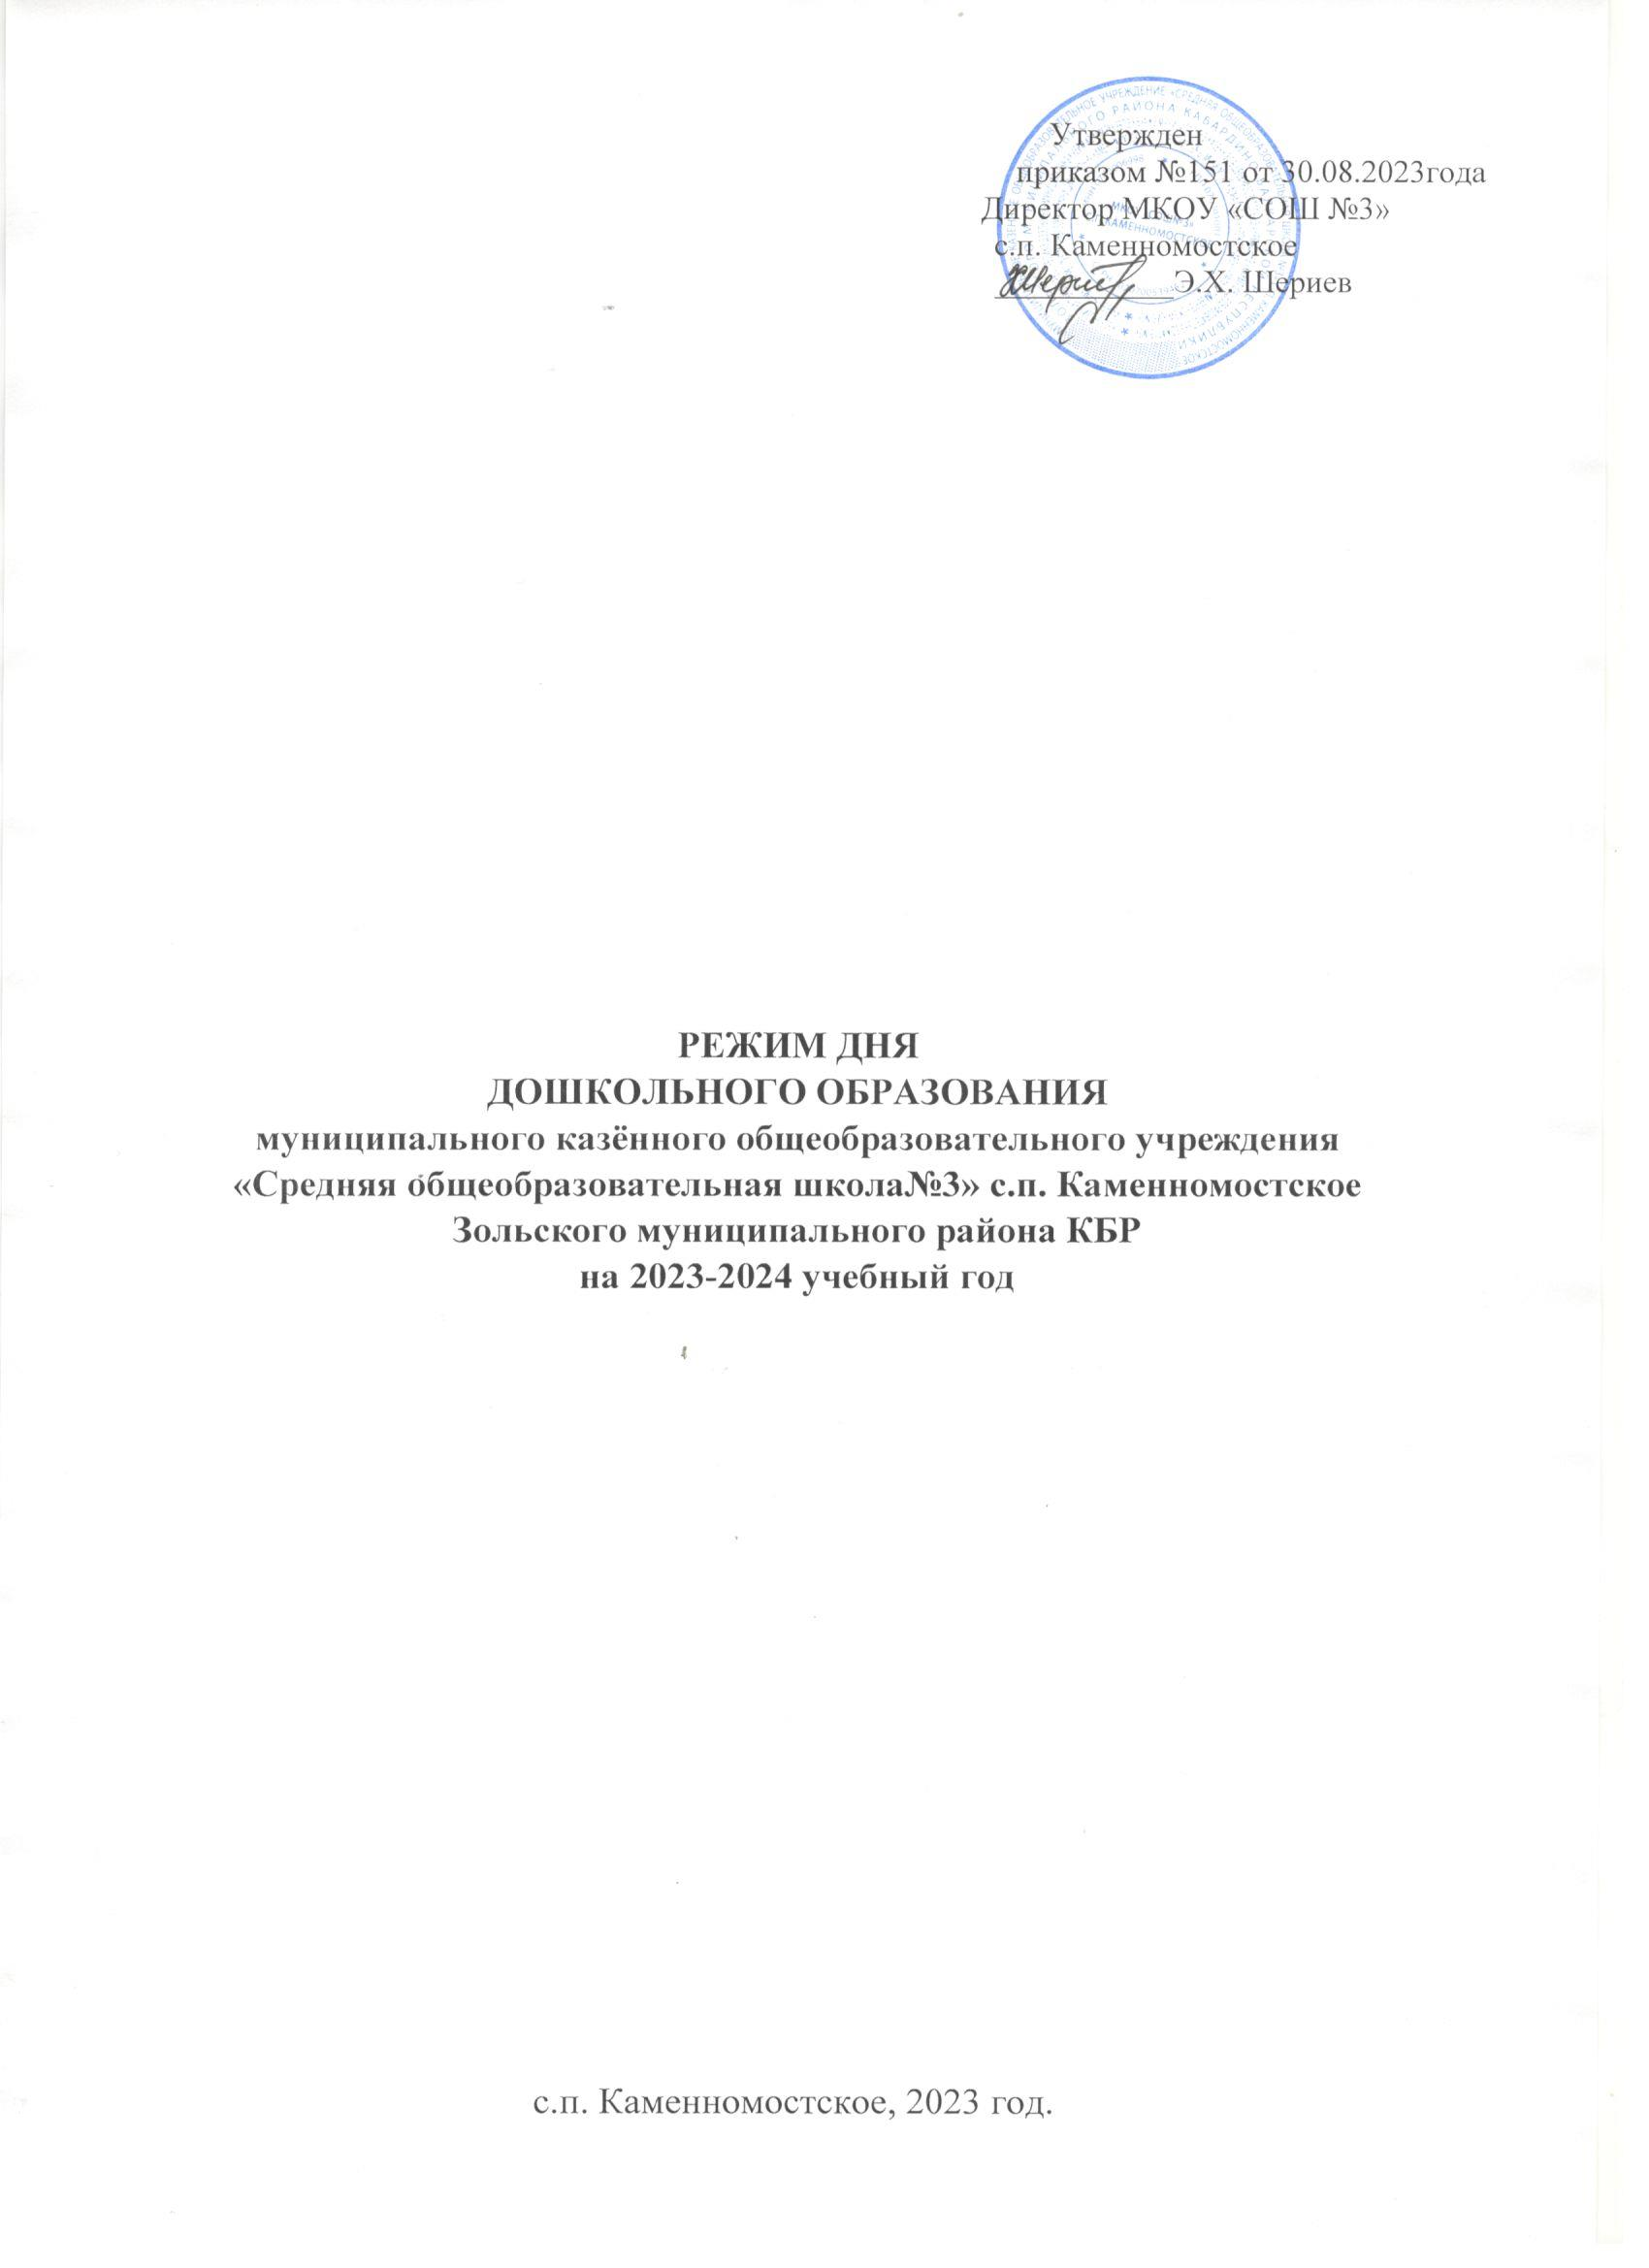 Утвержден
приказом №151 от 30.08.2023года
Директор МКОУ «СОШ №3»
с.п. Каменномостское
____________Э.Х. Шериев
РЕЖИМ ДНЯ
ДОШКОЛЬНОГО ОБРАЗОВАНИЯ
муниципального казённого общеобразовательного учреждения
«Средняя общеобразовательная школа№3» с.п. Каменномостское
Зольского муниципального района КБР
на 2023-2024 учебный год
с.п. Каменномостское, 2023 год.